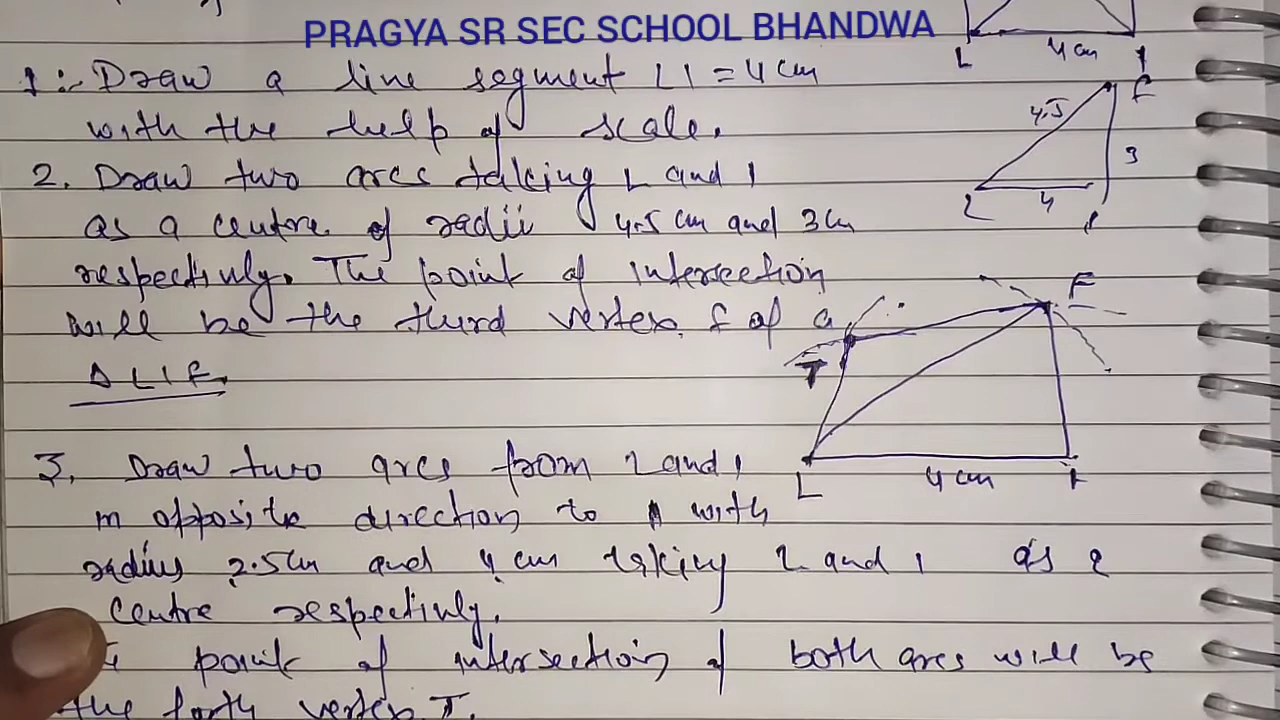 PRAGYA SR SEC SCHOOL BHANDWA
L 4 cm I
1:- Draw a line segment LI = 4 cm
with the help of scale.
4.5 F
3
L 4 I
2. Draw two arcs taking L and I
as a centre of radii 4.5 cm and 3 cm
respectivly. The point of intersection
will be the third vertex F of a
Δ LIF.
F
T
L 4 cm I
3. Draw two arcs from L and I
in opposite direction to I with
radius 2.5 cm and 4 cm taking L and I as a
centre respectivly.
point of intersection of both arcs will be
the forth vertex T.